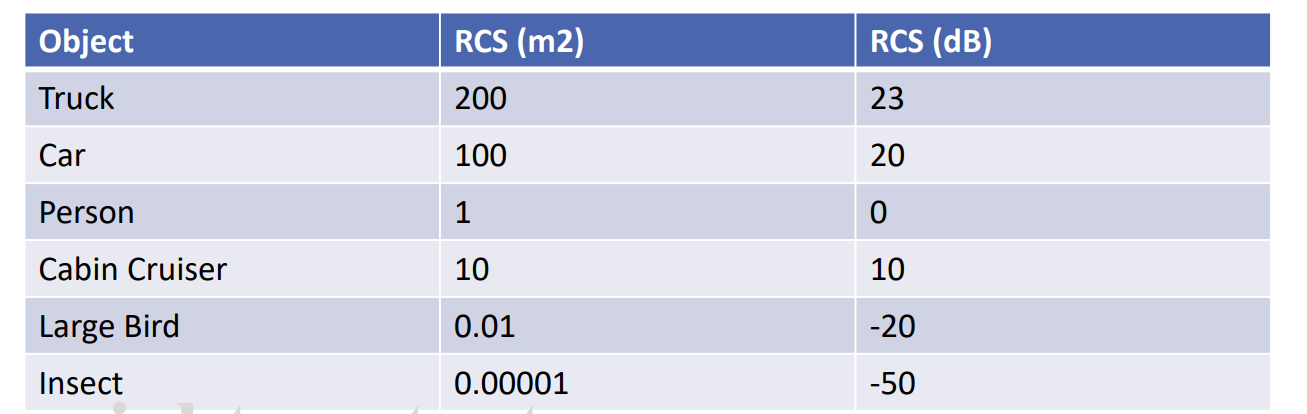 Object RCS (m2) RCS (dB)
Truck 200 23
Car 100 20
Person 1 0
Cabin Cruiser 10 10
Large Bird 0.01 -20
Insect 0.00001 -50